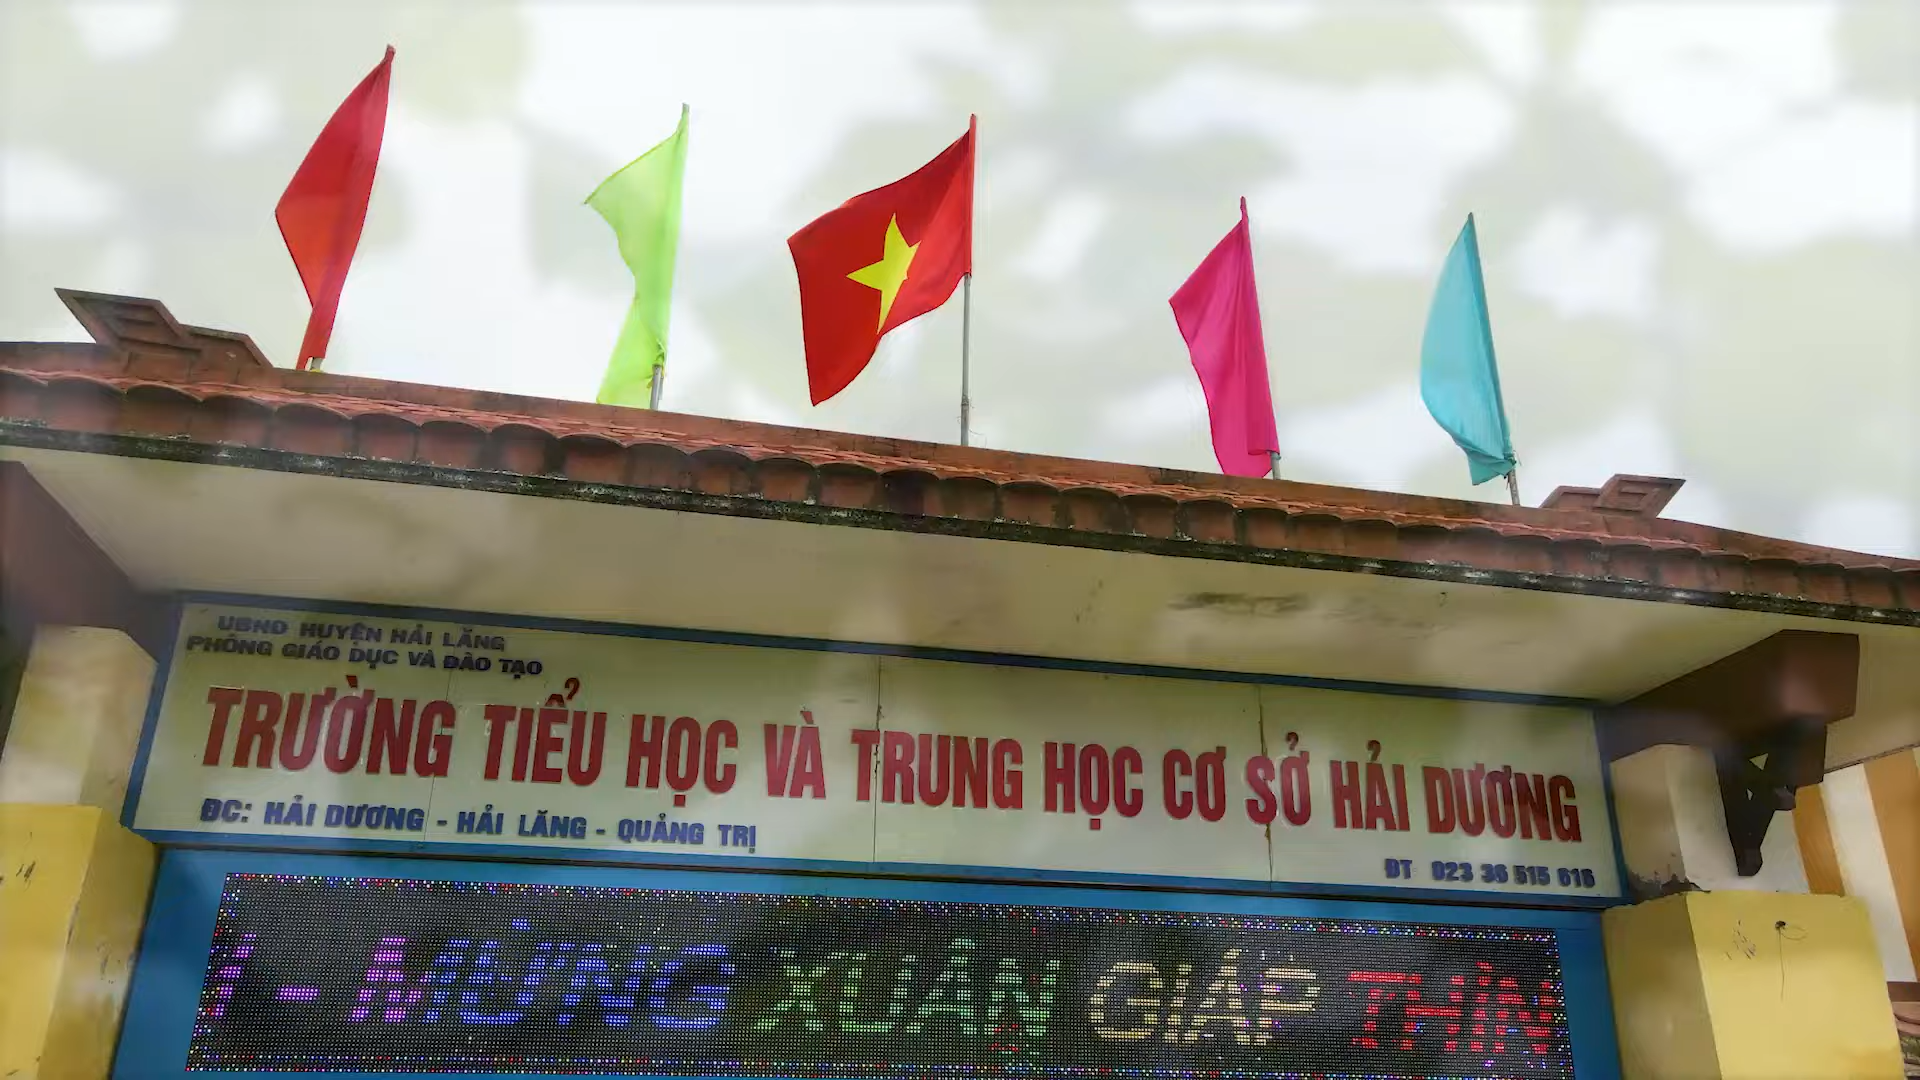 UBND HUYỆN HẢI LĂNG
PHÒNG GIÁO DỤC VÀ ĐÀO TẠO
TRƯỜNG TIỂU HỌC VÀ TRUNG HỌC CƠ SỞ HẢI DƯƠNG
ĐC: HẢI DƯƠNG - HẢI LĂNG - QUẢNG TRỊ
ĐT 023 36 515 616
- MỪNG XUÂN GIÁP THÌN